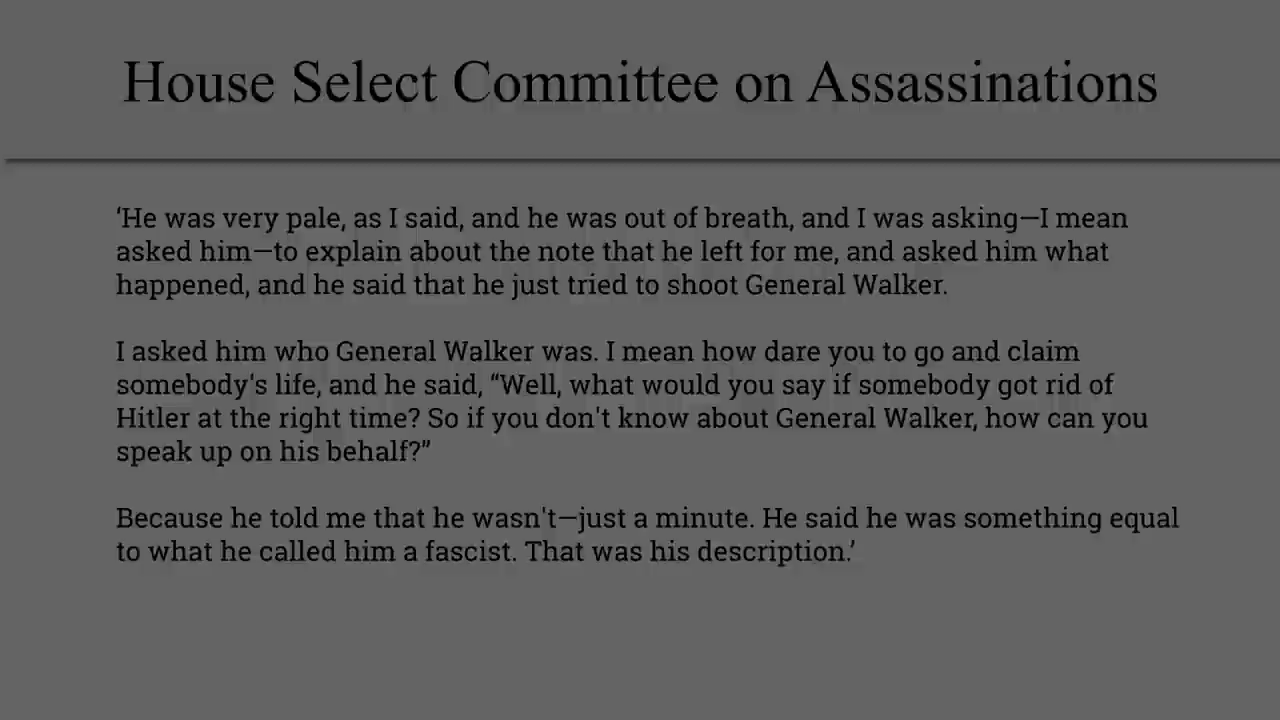 House Select Committee on Assassinations
‘He was very pale, as I said, and he was out of breath, and I was asking—I mean
asked him—to explain about the note that he left for me, and asked him what
happened, and he said that he just tried to shoot General Walker.
I asked him who General Walker was. I mean how dare you to go and claim
somebody's life, and he said, “Well, what would you say if somebody got rid of
Hitler at the right time? So if you don't know about General Walker, how can you
speak up on his behalf?”
Because he told me that he wasn't—just a minute. He said he was something equal
to what he called him a fascist. That was his description.’